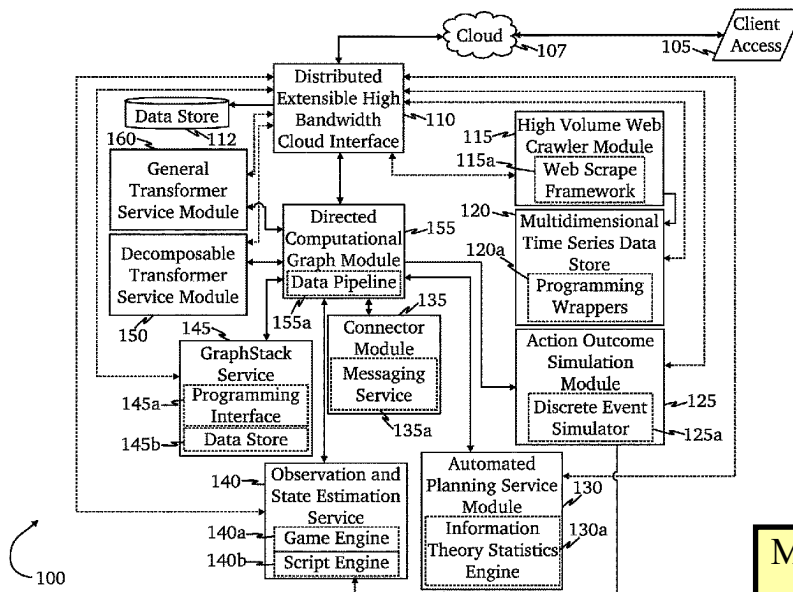 Cloud
107
Client
Access
105
Distributed
Extensible High
Bandwidth
Cloud Interface
110
Data Store
112
160
General
Transformer
Service Module
Decomposable
Transformer
Service Module
150
Directed
Computational
Graph Module
Data Pipeline
155
155a
115
High Volume Web
Crawler Module
115a
Web Scrape
Framework
120
Multidimensional
Time Series Data
Store
120a
Programming
Wrappers
135
Connector
Module
Messaging
Service
135a
145
GraphStack
Service
145a
Programming
Interface
145b
Data Store
Action Outcome
Simulation
Module
125
Discrete Event
Simulator
125a
140
Observation and
State Estimation
Service
140a
Game Engine
140b
Script Engine
Automated
Planning Service
Module
130
Information
Theory Statistics
Engine
130a
100
M